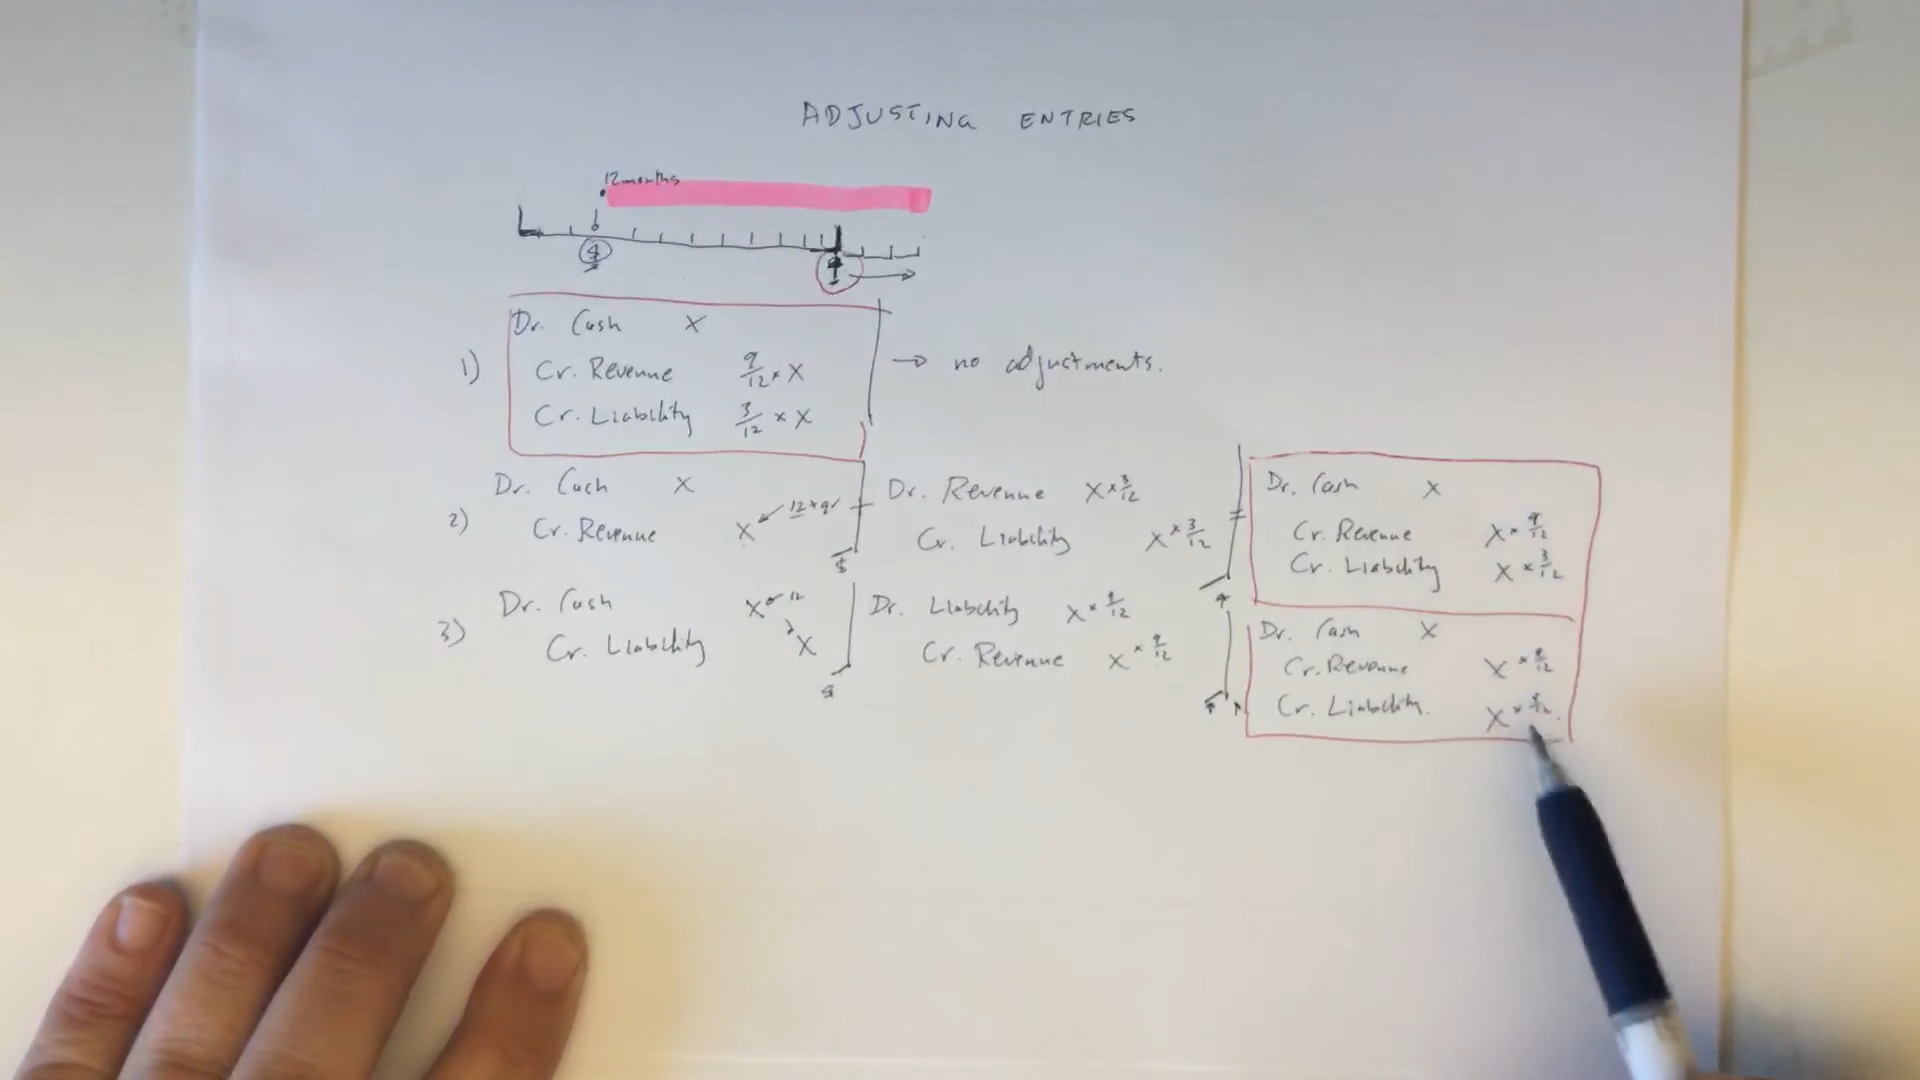 ADJUSTING ENTRIES
12 months
$
Dr. Cash X
1) Cr. Revenue 9/12 × X → no adjustments.
Cr. Liability 3/12 × X
2) Dr. Cash X
Cr. Revenue X
Dr. Revenue X × 3/12
Cr. Liability X × 3/12
Dr. Cash X
Cr. Revenue X × 9/12
Cr. Liability X × 3/12
3) Dr. Cash X ← 12
Cr. Liability X
Dr. Liability X × 9/12
Cr. Revenue X × 9/12
Dr. Cash X
Cr. Revenue X
Cr. Liability. X